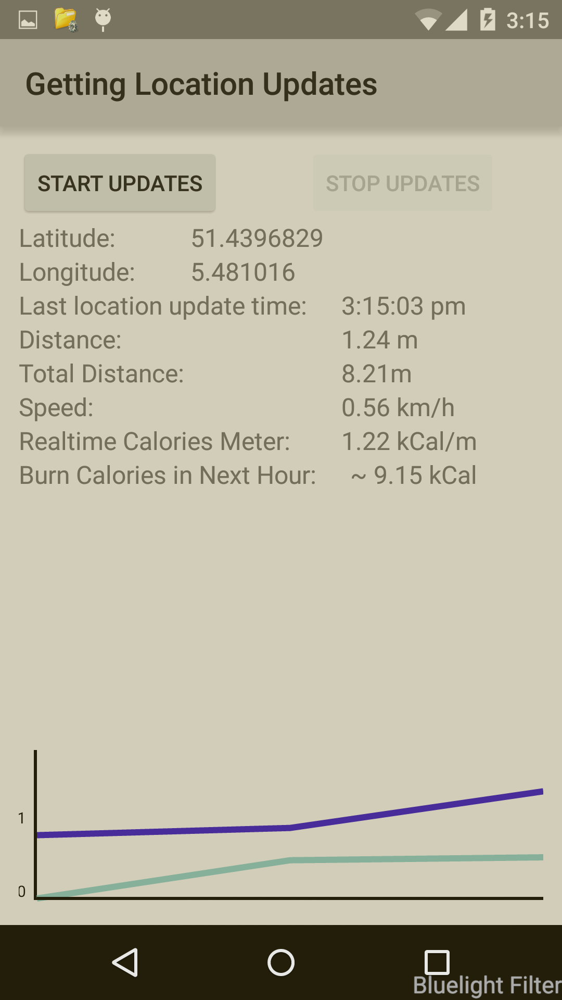 3:15
Getting Location Updates
START UPDATES STOP UPDATES
Latitude: 51.4396829
Longitude: 5.481016
Last location update time: 3:15:03 pm
Distance: 1.24 m
Total Distance: 8.21m
Speed: 0.56 km/h
Realtime Calories Meter: 1.22 kCal/m
Burn Calories in Next Hour: ~ 9.15 kCal
1
0
Bluelight Filter